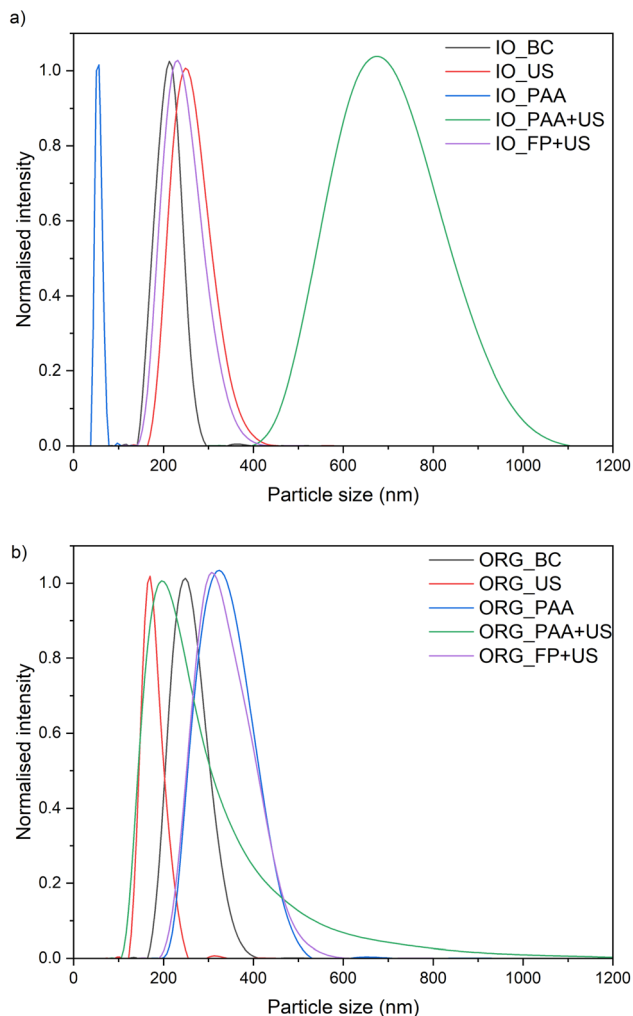 a)
IO_BC
IO_US
IO_PAA
IO_PAA+US
IO_FP+US
1.0
0.8
0.6
0.4
0.2
0.0
Normalised intensity
0 200 400 600 800 1000 1200
Particle size (nm)
b)
ORG_BC
ORG_US
ORG_PAA
ORG_PAA+US
ORG_FP+US
1.0
0.8
0.6
0.4
0.2
0.0
Normalised intensity
0 200 400 600 800 1000 1200
Particle size (nm)